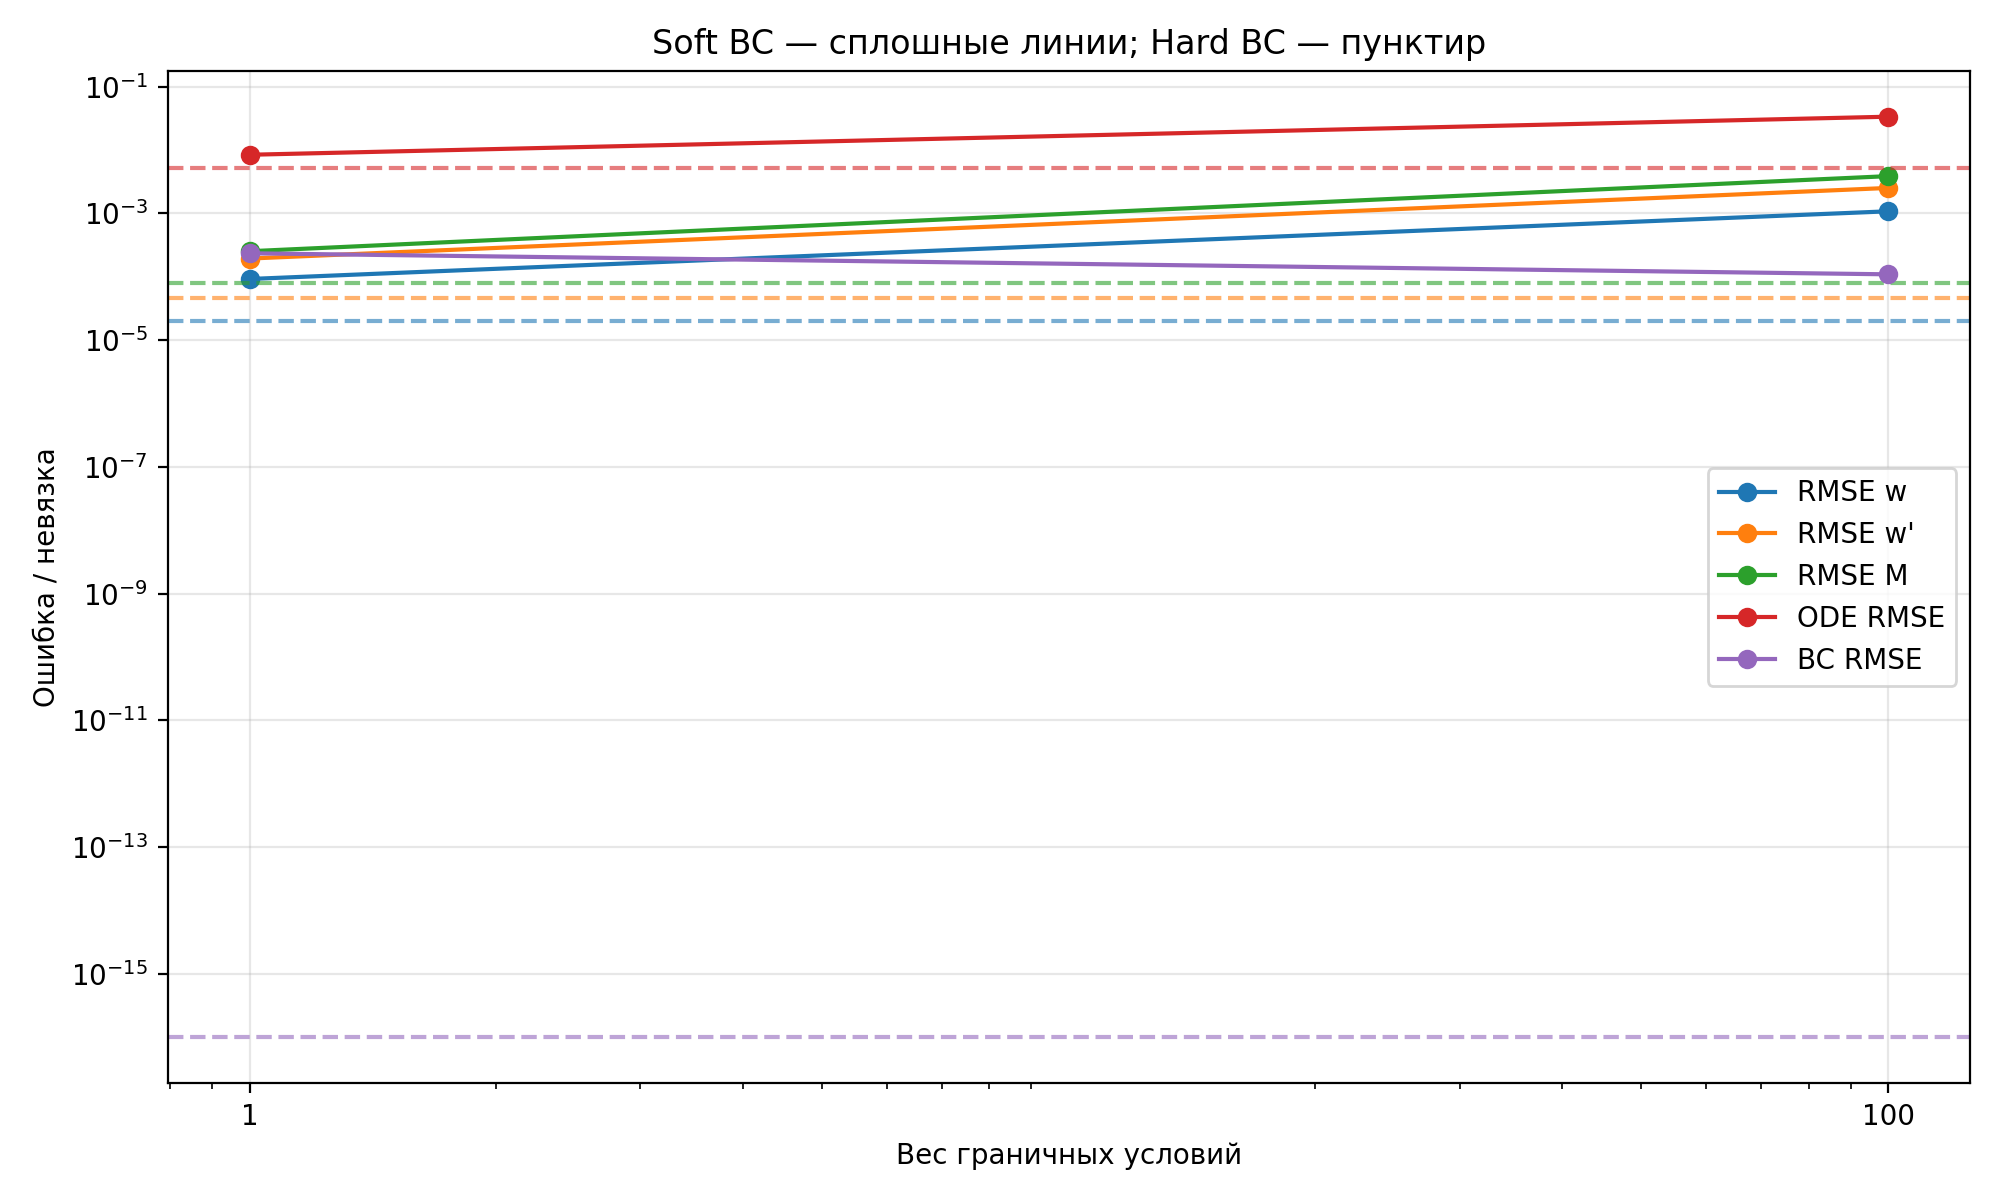 Soft BC — сплошные линии; Hard BC — пунктир
Ошибка / невязка
10⁻¹
10⁻³
10⁻⁵
10⁻⁷
10⁻⁹
10⁻¹¹
10⁻¹³
10⁻¹⁵
RMSE w
RMSE w'
RMSE M
ODE RMSE
BC RMSE
1
100
Вес граничных условий